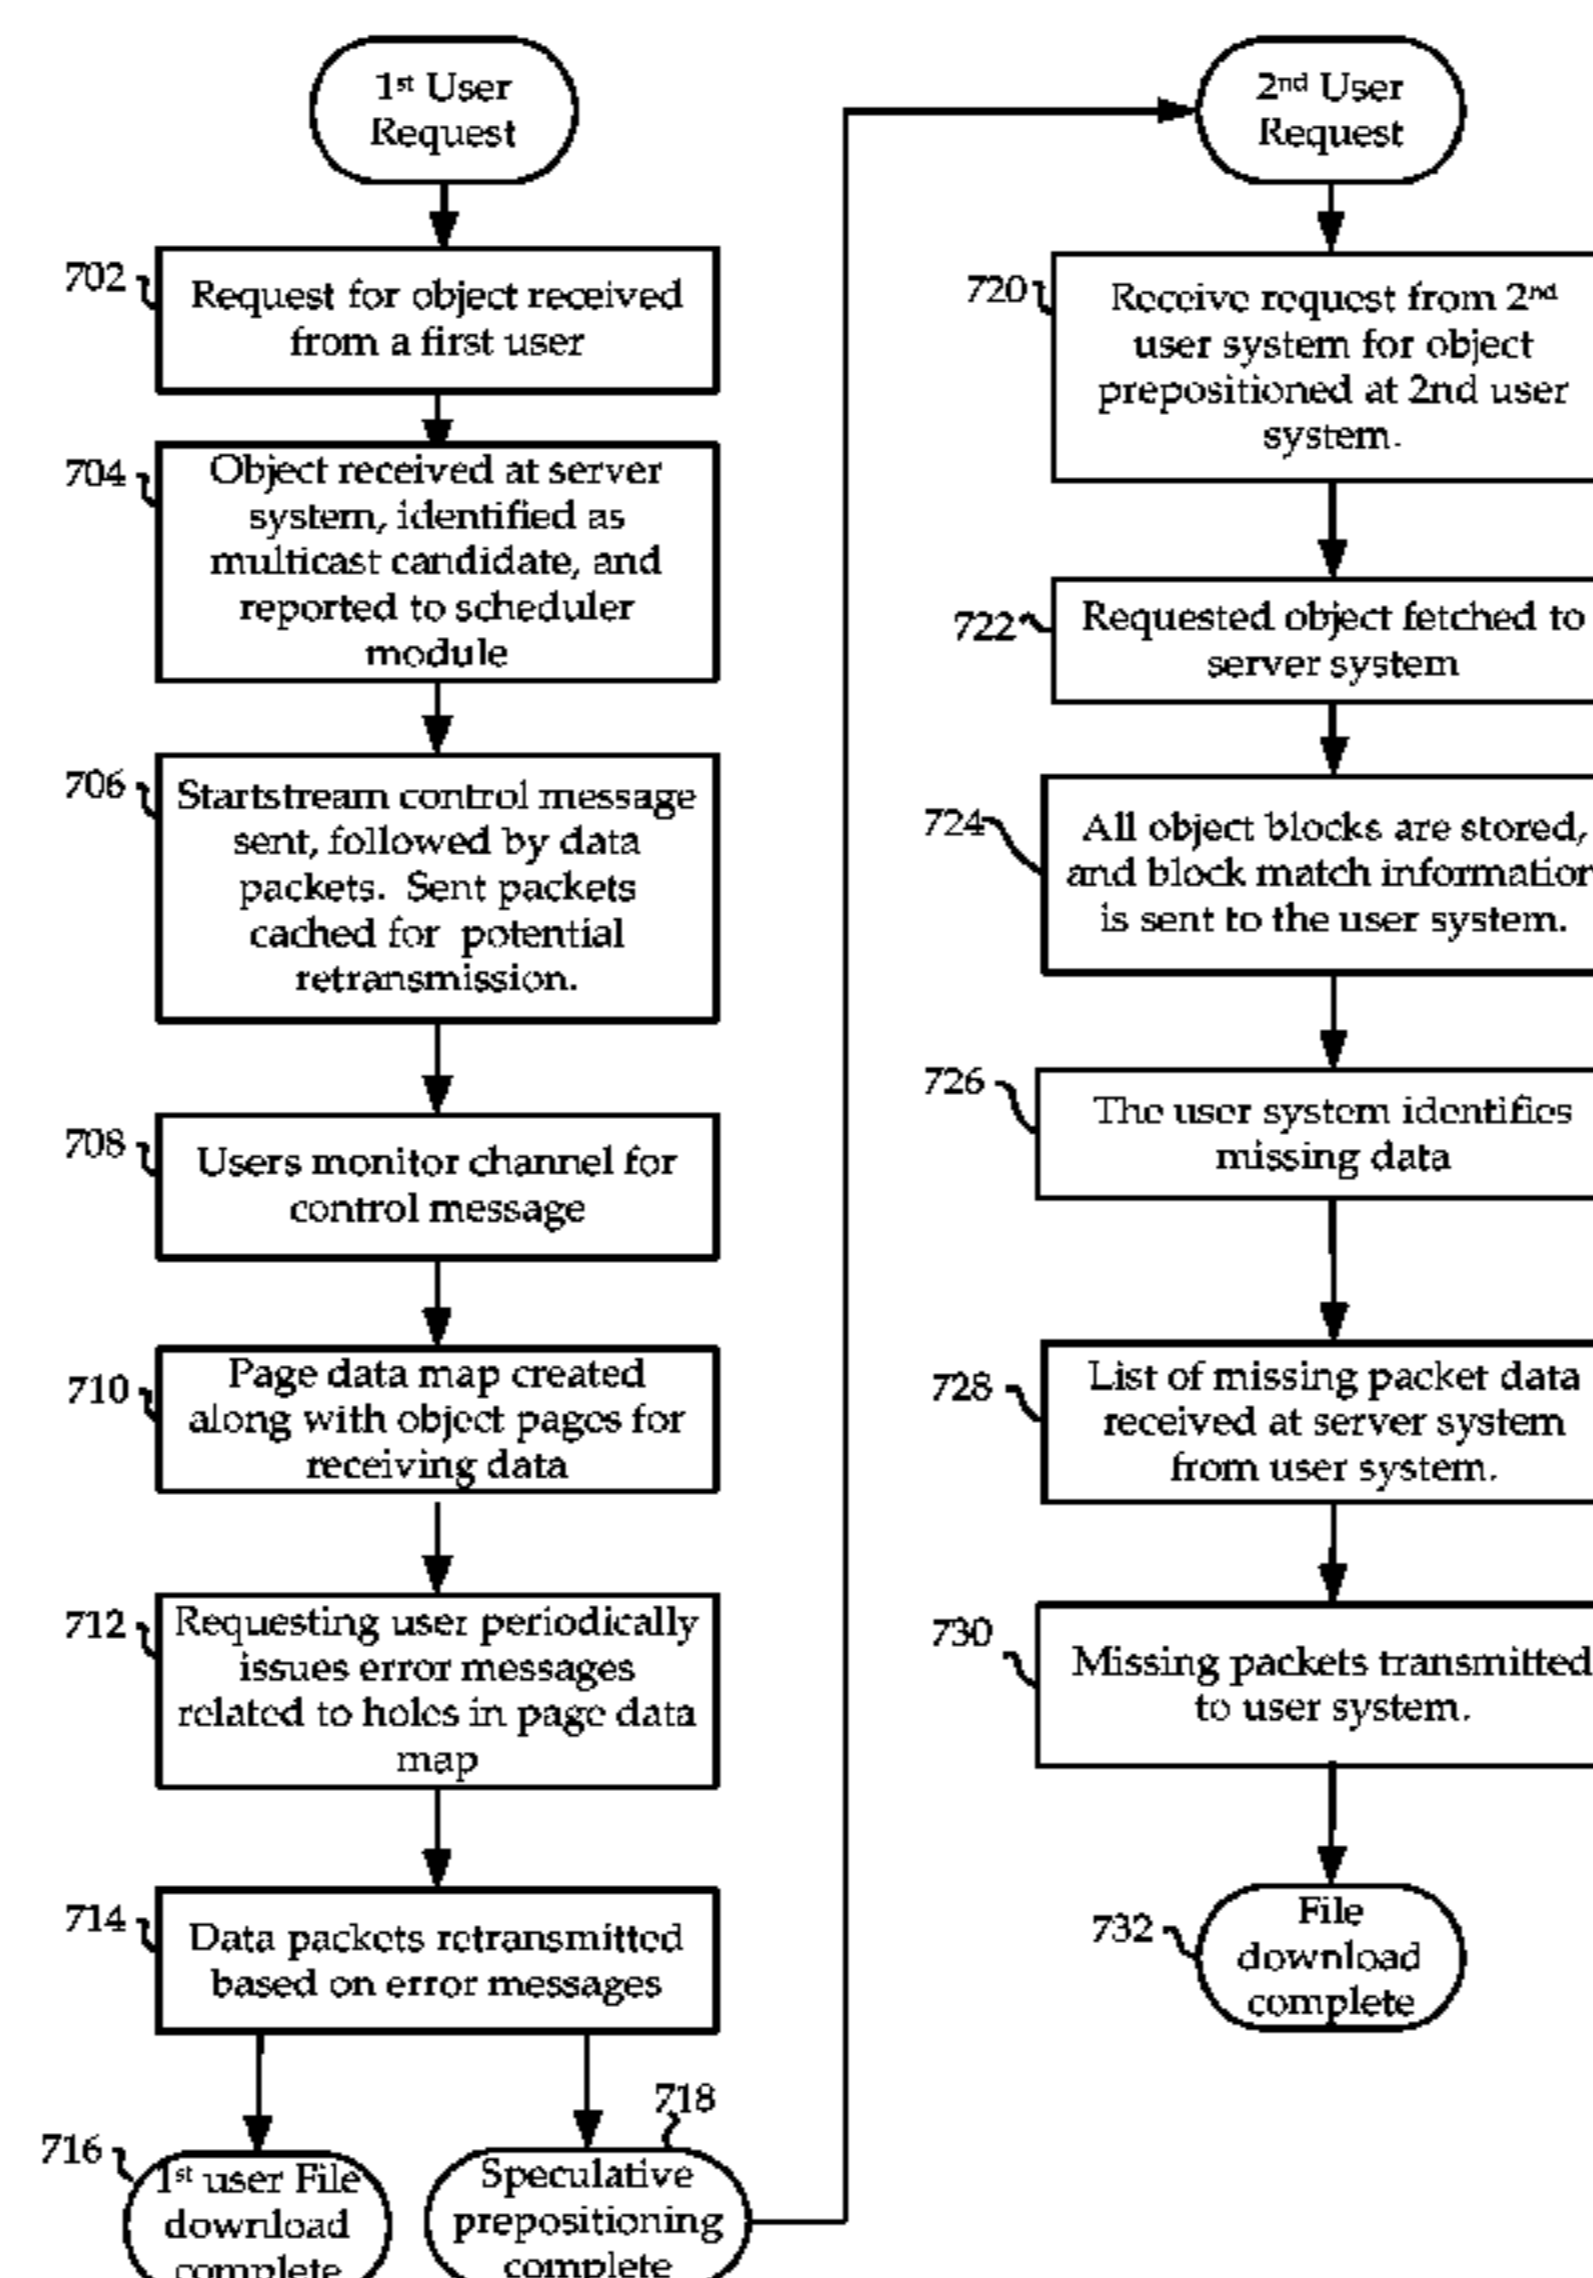 1st User
Request
702
Request for object received
from a first user
704
Object received at server
system, identified as
multicast candidate, and
reported to scheduler
module
706
Startstream control message
sent, followed by data
packets. Sent packets
cached for potential
retransmission.
708
Users monitor channel for
control message
710
Page data map created
along with object pages for
receiving data
712
Requesting user periodically
issues error messages
related to holes in page data
map
714
Data packets retransmitted
based on error messages
716
1st user File
download
complete
718
Speculative
prepositioning
complete
2nd User
Request
720
Receive request from 2nd
user system for object
prepositioned at 2nd user
system.
722
Requested object fetched to
server system
724
All object blocks are stored,
and block match information
is sent to the user system.
726
The user system identifies
missing data
728
List of missing packet data
received at server system
from user system.
730
Missing packets transmitted
to user system.
732
File
download
complete